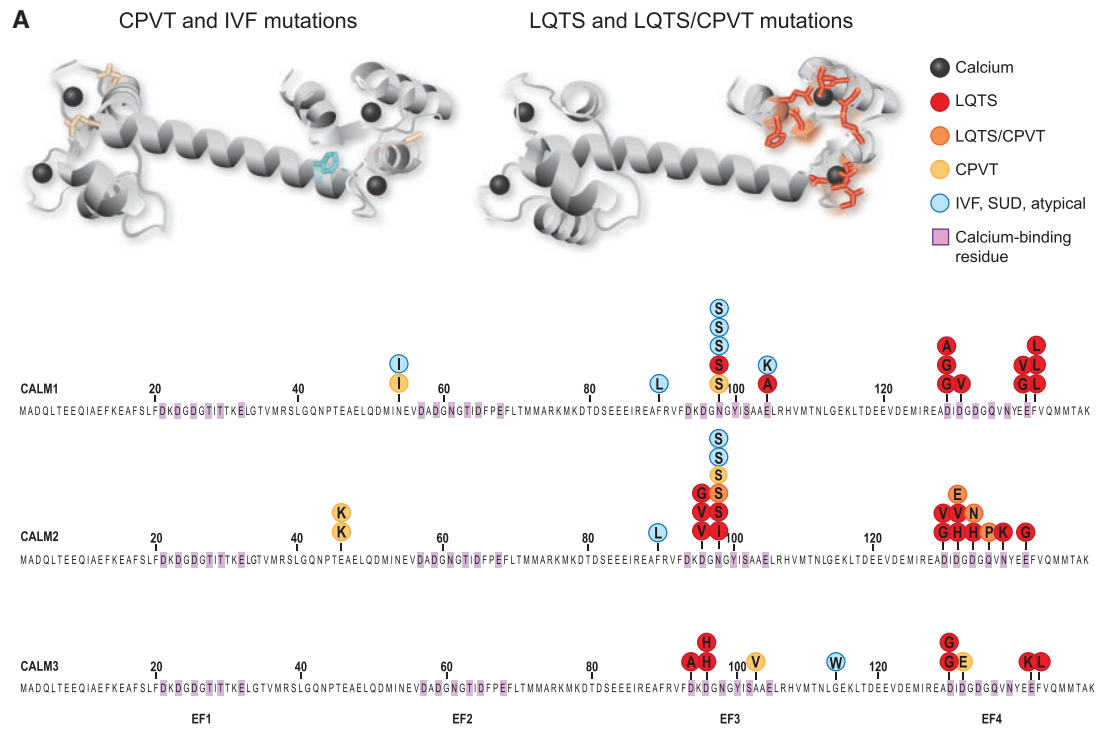 A
CPVT and IVF mutations
LQTS and LQTS/CPVT mutations
Calcium
LQTS
LQTS/CPVT
CPVT
IVF, SUD, atypical
Calcium-binding
residue
S
S
S A L
I S K G V L
I L S A G V G L
CALM1 20 40 60 80 100 120
MADQLTEEQIAEFKEAFSLFDKDGDGTITTKELGTVMRSLGQNPTEAELQDMINEVDADGNGTIDFPEFLTMMARKMKDTDSEEEIREAFRVFDKDGNGYISAAELRHVMTNLGEKLTDEEVDEMIREADIDGDGQVNYEEFVQMMTAK
S
S
S
G S E
K V S V V N
K L V I G H H P K G
CALM2 20 40 60 80 100 120
MADQLTEEQIAEFKEAFSLFDKDGDGTITTKELGTVMRSLGQNPTEAELQDMINEVDADGNGTIDFPEFLTMMARKMKDTDSEEEIREAFRVFDKDGNGYISAAELRHVMTNLGEKLTDEEVDEMIREADIDGDGQVNYEEFVQMMTAK
H G
A H V W G E K L
CALM3 20 40 60 80 100 120
MADQLTEEQIAEFKEAFSLFDKDGDGTITTKELGTVMRSLGQNPTEAELQDMINEVDADGNGTIDFPEFLTMMARKMKDTDSEEEIREAFRVFDKDGNGYISAAELRHVMTNLGEKLTDEEVDEMIREADIDGDGQVNYEEFVQMMTAK
EF1 EF2 EF3 EF4